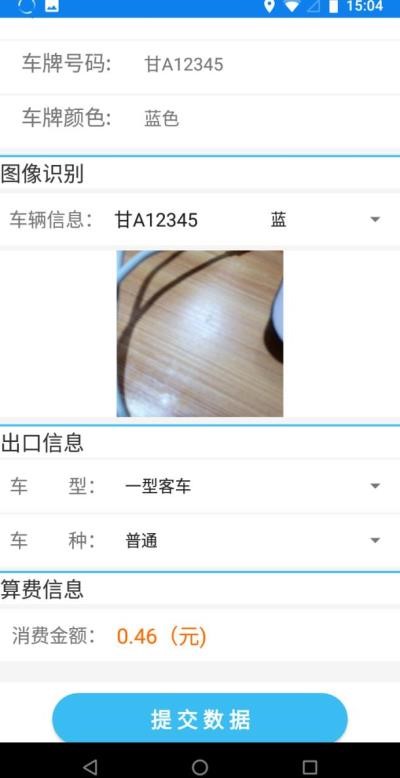 15:04
车牌号码: 甘A12345
车牌颜色: 蓝色
图像识别
车辆信息: 甘A12345 蓝
出口信息
车 型: 一型客车
车 种: 普通
算费信息
消费金额: 0.46（元)
提交数据